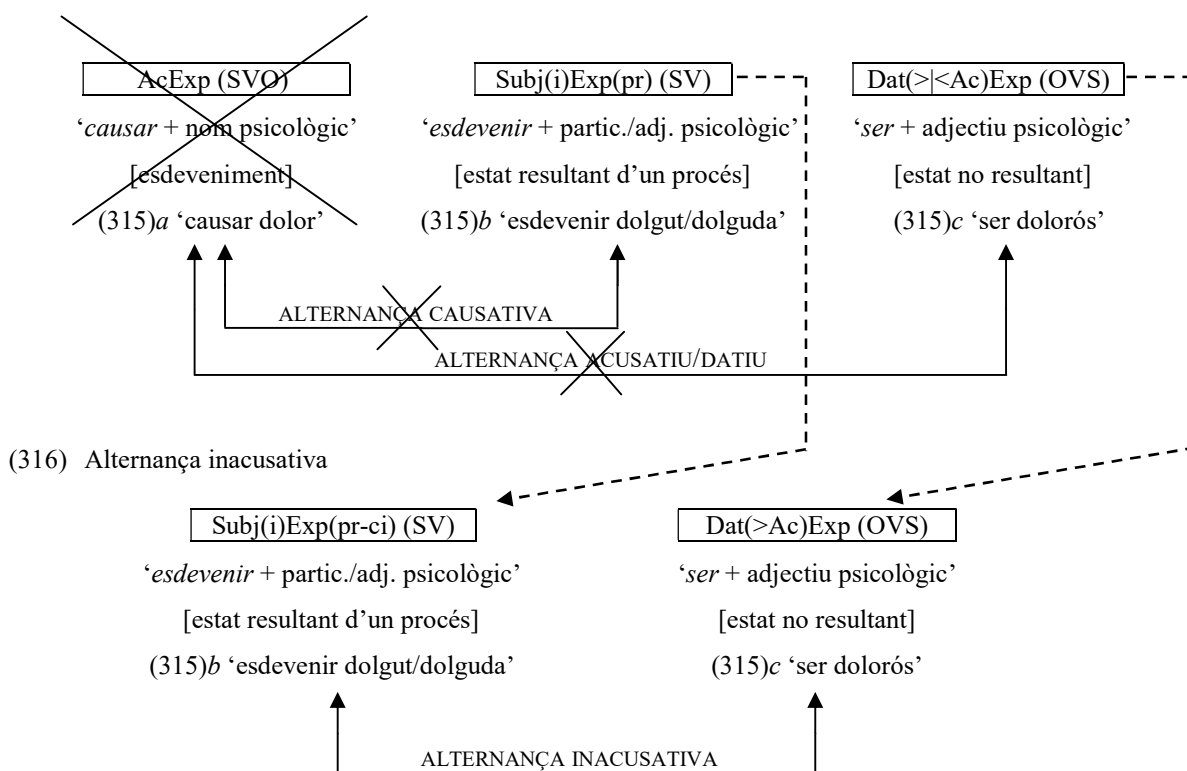 AcExp (SVO) Subj(i)Exp(pr) (SV) Dat(>|<Ac)Exp (OVS)
‘causar + nom psicològic’ ‘esdevenir + partic./adj. psicològic’ ‘ser + adjectiu psicològic’
[esdeveniment] [estat resultant d’un procés] [estat no resultant]
(315)a ‘causar dolor’ (315)b ‘esdevenir dolgut/dolguda’ (315)c ‘ser dolorós’
ALTERNANÇA CAUSATIVA
ALTERNANÇA ACUSATIU/DATIU
(316) Alternança inacusativa
Subj(i)Exp(pr-ci) (SV) Dat(>Ac)Exp (OVS)
‘esdevenir + partic./adj. psicològic’ ‘ser + adjectiu psicològic’
[estat resultant d’un procés] [estat no resultant]
(315)b ‘esdevenir dolgut/dolguda’ (315)c ‘ser dolorós’
ALTERNANÇA INACUSATIVA